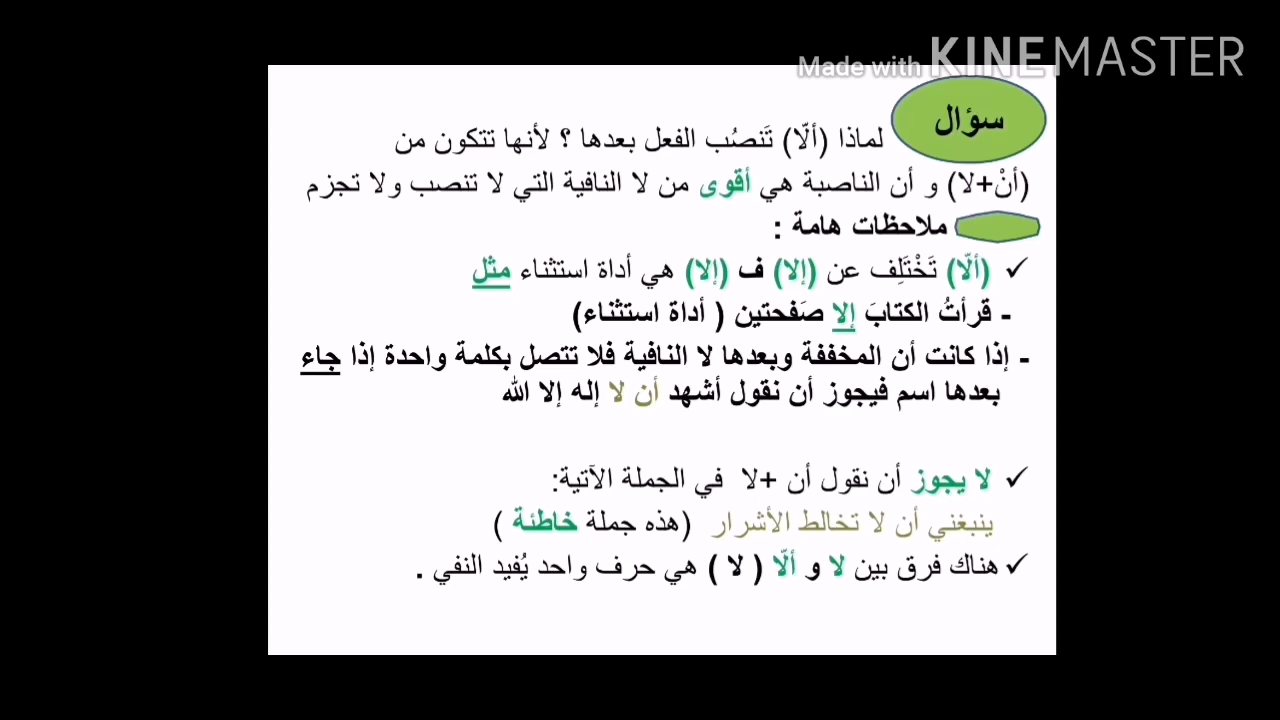 Made with KINEMASTER
سؤال
لماذا (ألّا) تَنصُب الفعل بعدها ؟ لأنها تتكون من
(أنْ+لا) و أن الناصبة هي أقوى من لا النافية التي لا تنصب ولا تجزم
ملاحظات هامة :
✓ (ألّا) تَخْتَلِف عن (إلا) ف (إلا) هي أداة استثناء مثل
- قرأتُ الكتابَ إلا صَفحتين ( أداة استثناء)
- إذا كانت أن المخففة وبعدها لا النافية فلا تتصل بكلمة واحدة إذا جاء
بعدها اسم فيجوز أن نقول أشهد أن لا إله إلا الله
✓ لا يجوز أن نقول أن +لا في الجملة الآتية:
ينبغني أن لا تخالط الأشرار (هذه جملة خاطئة )
✓ هناك فرق بين لا و ألّا ( لا ) هي حرف واحد يُفيد النفي .